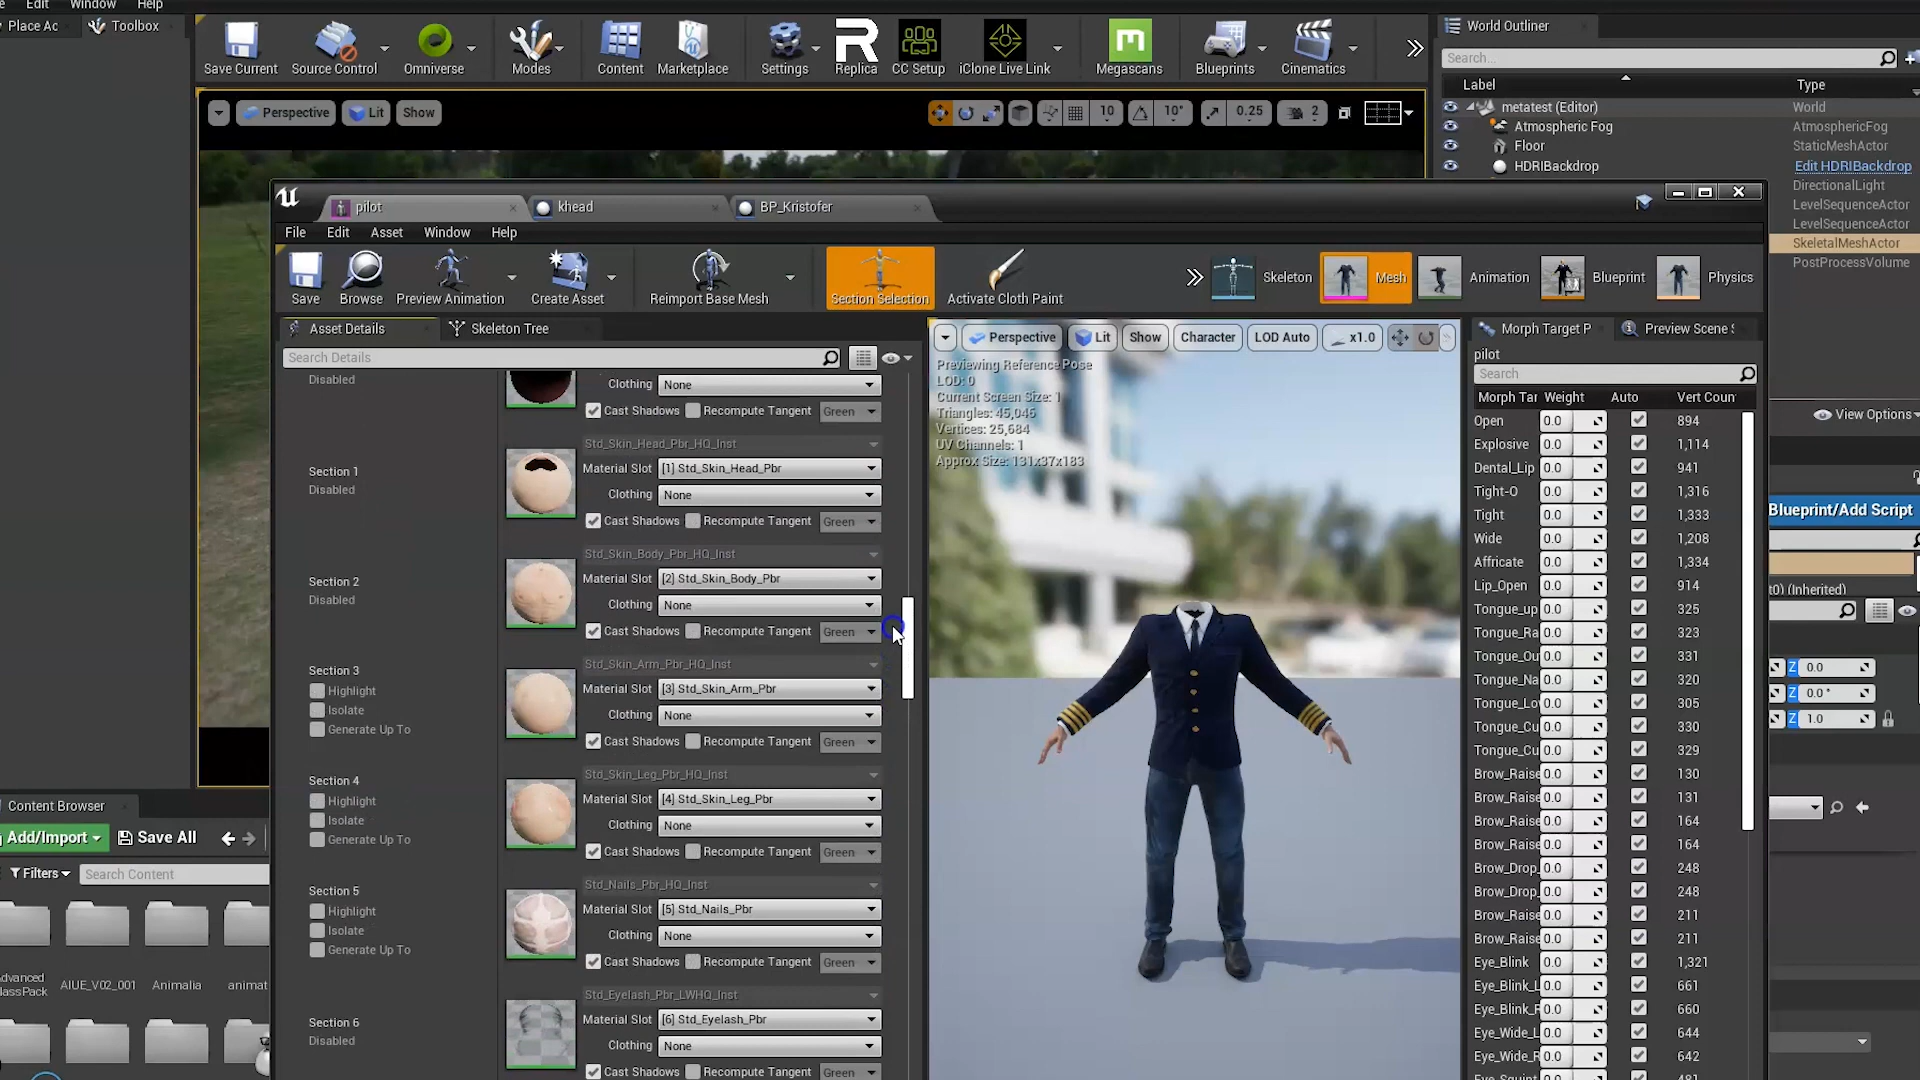 Edit Window Help
Place Ac
Toolbox
Save Current
Source Control
Omniverse
Modes
Content
Marketplace
Settings
Replica
CC Setup
iClone Live Link
Megascans
Blueprints
Cinematics
World Outliner
Search...
Label
Type
metatest (Editor)
World
Atmospheric Fog
AtmosphericFog
Floor
StaticMeshActor
HDRIBackdrop
Edit HDRIBackdrop
DirectionalLight
LevelSequenceActor
LevelSequenceActor
SkeletalMeshActor
PostProcessVolume
Perspective
Lit
Show
10
10°
0.25
2
pilot
khead
BP_Kristofer
File Edit Asset Window Help
Save
Browse
Preview Animation
Create Asset
Reimport Base Mesh
Section Selection
Activate Cloth Paint
Skeleton
Mesh
Animation
Blueprint
Physics
Asset Details
Skeleton Tree
Search Details
Disabled
Clothing None
Cast Shadows Recompute Tangent Green
Std_Skin_Head_Pbr_HQ_Inst
Section 1
Disabled
Material Slot [1] Std_Skin_Head_Pbr
Clothing None
Cast Shadows Recompute Tangent Green
Std_Skin_Body_Pbr_HQ_Inst
Section 2
Disabled
Material Slot [2] Std_Skin_Body_Pbr
Clothing None
Cast Shadows Recompute Tangent Green
Std_Skin_Arm_Pbr_HQ_Inst
Section 3
Highlight
Isolate
Generate Up To
Material Slot [3] Std_Skin_Arm_Pbr
Clothing None
Cast Shadows Recompute Tangent Green
Std_Skin_Leg_Pbr_HQ_Inst
Section 4
Highlight
Isolate
Generate Up To
Material Slot [4] Std_Skin_Leg_Pbr
Clothing None
Cast Shadows Recompute Tangent Green
Std_Nails_Pbr_HQ_Inst
Section 5
Highlight
Isolate
Generate Up To
Material Slot [5] Std_Nails_Pbr
Clothing None
Cast Shadows Recompute Tangent Green
Std_Eyelash_Pbr_LWHQ_Inst
Section 6
Disabled
Material Slot [6] Std_Eyelash_Pbr
Clothing None
Cast Shadows Recompute Tangent Green
Perspective
Lit
Show
Character
LOD Auto
x1.0
Previewing Reference Pose
LOD: 0
Current Screen Size: 1
Triangles: 45,046
Vertices: 25,684
UV Channels: 1
Approx Size: 131x37x183
Morph Target P
Preview Scene S
pilot
Search
Morph Tar Weight Auto Vert Coun
Open 0.0 894
Explosive 0.0 1,114
Dental_Lip 0.0 941
Tight-O 0.0 1,316
Tight 0.0 1,333
Wide 0.0 1,208
Affricate 0.0 1,334
Lip_Open 0.0 914
Tongue_up 0.0 325
Tongue_Ra 0.0 323
Tongue_Ou 0.0 331
Tongue_Na 0.0 320
Tongue_Lo 0.0 305
Tongue_Cu 0.0 330
Tongue_Cu 0.0 329
Brow_Raise 0.0 130
Brow_Raise 0.0 131
Brow_Raise 0.0 164
Brow_Raise 0.0 164
Brow_Drop_ 0.0 248
Brow_Drop_ 0.0 248
Brow_Raise 0.0 211
Brow_Raise 0.0 211
Eye_Blink 0.0 1,321
Eye_Blink_L 0.0 661
Eye_Blink_R 0.0 660
Eye_Wide_L 0.0 644
Eye_Wide_R 0.0 642
View Options
Blueprint/Add Script
(Inherited)
Z 0.0
Z 0.0 °
Z 1.0
Content Browser
Add/Import
Save All
Filters
Search Content
AIUE_V02_001
Animalia
animat